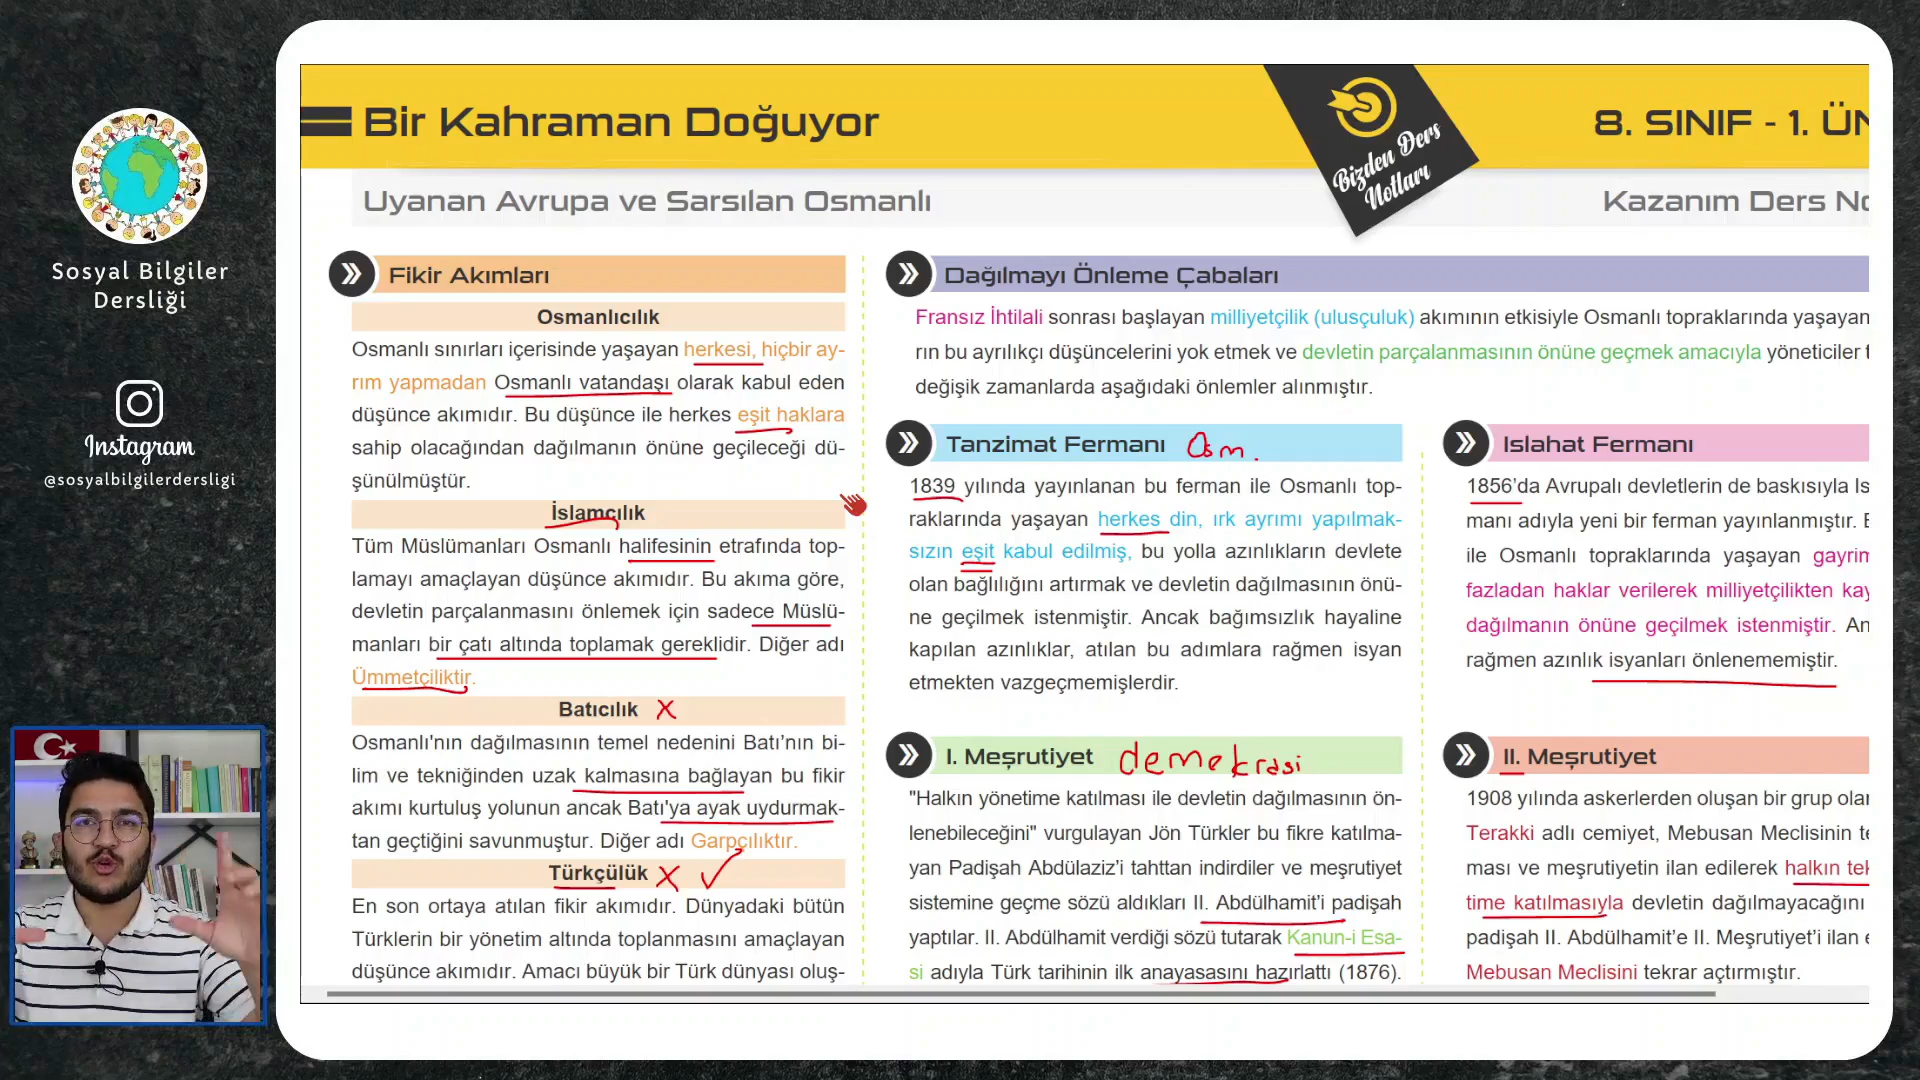 Sosyal Bilgiler
Dersliği
Instagram
@sosyalbilgilerdersligi
Bir Kahraman Doğuyor
Bizden Ders
Notları
8. SINIF - 1. ÜN
Uyanan Avrupa ve Sarsılan Osmanlı
Kazanım Ders No
Fikir Akımları
Osmanlıcılık
Osmanlı sınırları içerisinde yaşayan herkesi, hiçbir ay-
rım yapmadan Osmanlı vatandaşı olarak kabul eden
düşünce akımıdır. Bu düşünce ile herkes eşit haklara
sahip olacağından dağılmanın önüne geçileceği dü-
şünülmüştür.
İslamcılık
Tüm Müslümanları Osmanlı halifesinin etrafında top-
lamayı amaçlayan düşünce akımıdır. Bu akıma göre,
devletin parçalanmasını önlemek için sadece Müslü-
manları bir çatı altında toplamak gereklidir. Diğer adı
Ümmetçiliktir.
Batıcılık X
Osmanlı'nın dağılmasının temel nedenini Batı'nın bi-
lim ve tekniğinden uzak kalmasına bağlayan bu fikir
akımı kurtuluş yolunun ancak Batı'ya ayak uydurmak-
tan geçtiğini savunmuştur. Diğer adı Garpçılıktır.
Türkçülük X ✓
En son ortaya atılan fikir akımıdır. Dünyadaki bütün
Türklerin bir yönetim altında toplanmasını amaçlayan
düşünce akımıdır. Amacı büyük bir Türk dünyası oluş-
Dağılmayı Önleme Çabaları
Fransız İhtilali sonrası başlayan milliyetçilik (ulusçuluk) akımının etkisiyle Osmanlı topraklarında yaşayan
rın bu ayrılıkçı düşüncelerini yok etmek ve devletin parçalanmasının önüne geçmek amacıyla yöneticiler t
değişik zamanlarda aşağıdaki önlemler alınmıştır.
Tanzimat Fermanı Osm.
1839 yılında yayınlanan bu ferman ile Osmanlı top-
raklarında yaşayan herkes din, ırk ayrımı yapılmak-
sızın eşit kabul edilmiş, bu yolla azınlıkların devlete
olan bağlılığını artırmak ve devletin dağılmasının önü-
ne geçilmek istenmiştir. Ancak bağımsızlık hayaline
kapılan azınlıklar, atılan bu adımlara rağmen isyan
etmekten vazgeçmemişlerdir.
Islahat Fermanı
1856'da Avrupalı devletlerin de baskısıyla Is
manı adıyla yeni bir ferman yayınlanmıştır. B
ile Osmanlı topraklarında yaşayan gayrim
fazladan haklar verilerek milliyetçilikten kay
dağılmanın önüne geçilmek istenmiştir. An
rağmen azınlık isyanları önlenememiştir.
I. Meşrutiyet demokrasi
"Halkın yönetime katılması ile devletin dağılmasının ön-
lenebileceğini" vurgulayan Jön Türkler bu fikre katılma-
yan Padişah Abdülaziz'i tahttan indirdiler ve meşrutiyet
sistemine geçme sözü aldıkları II. Abdülhamit'i padişah
yaptılar. II. Abdülhamit verdiği sözü tutarak Kanun-i Esa-
si adıyla Türk tarihinin ilk anayasasını hazırlattı (1876).
II. Meşrutiyet
1908 yılında askerlerden oluşan bir grup olan
Terakki adlı cemiyet, Mebusan Meclisinin te
ması ve meşrutiyetin ilan edilerek halkın tek
time katılmasıyla devletin dağılmayacağını
padişah II. Abdülhamit'e II. Meşrutiyet'i ilan e
Mebusan Meclisini tekrar açtırmıştır.